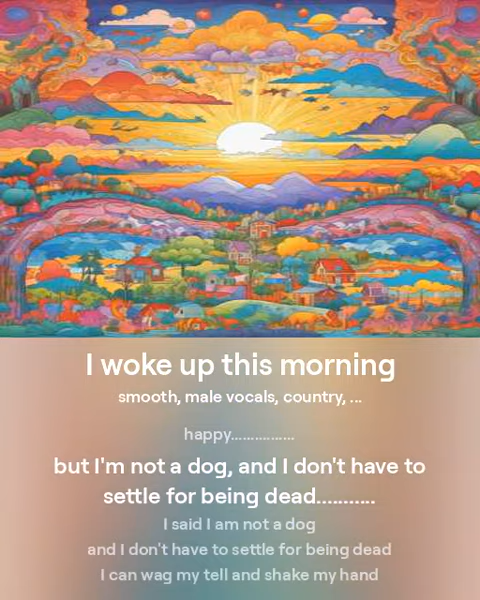 I woke up this morning
smooth, male vocals, country, ...
happy................
but I'm not a dog, and I don't have to
settle for being dead...........
I said I am not a dog
and I don't have to settle for being dead
I can wag my tell and shake my hand